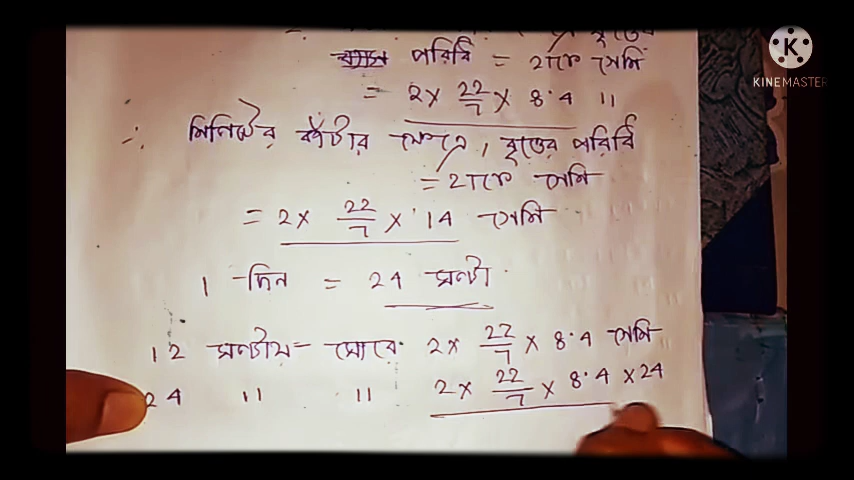 পরিধি = 2πr সেমি
= 2 × 22/7 × 8.4 "
∴ মিনিটের কাঁটার ক্ষেত্রে, বৃত্তের পরিধি
= 2πr সেমি
= 2 × 22/7 × 14 সেমি
1 দিন = 24 ঘন্টা
12 ঘন্টায় ঘোরে 2 × 22/7 × 8.4 সেমি
24 " " 2 × 22/7 × 8.4 × 24
KINEMASTER